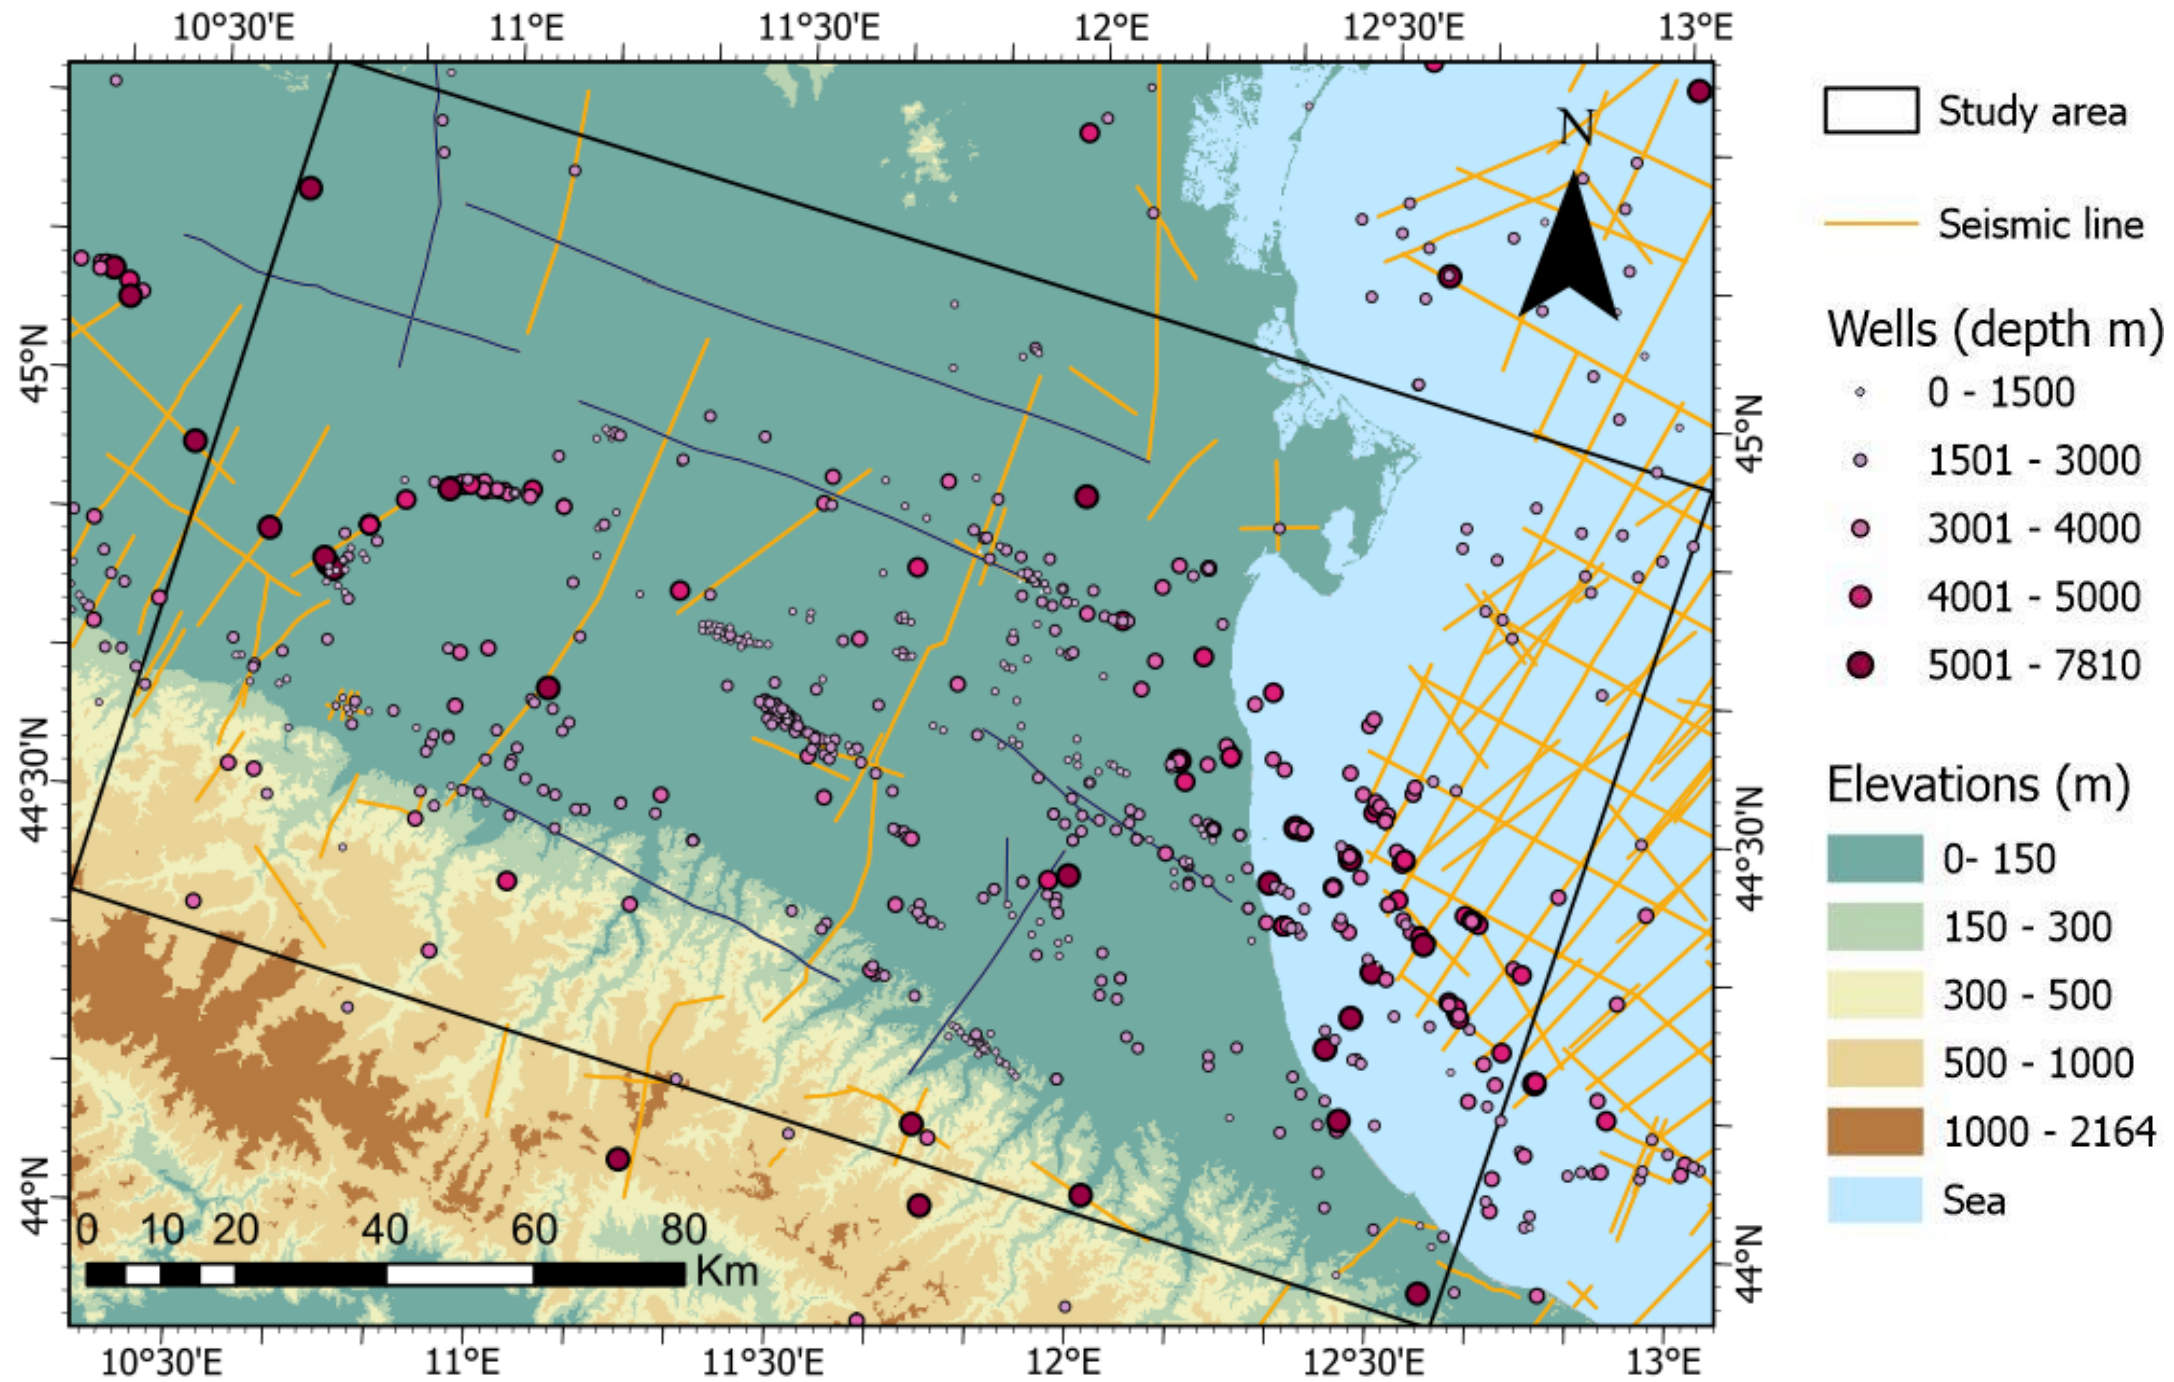 10°30'E 11°E 11°30'E 12°E 12°30'E 13°E
N
45°N
44°30'N
44°N
45°N
44°30'N
44°N
0 10 20 40 60 80
Km
10°30'E 11°E 11°30'E 12°E 12°30'E 13°E
Study area
Seismic line
Wells (depth m)
0 - 1500
1501 - 3000
3001 - 4000
4001 - 5000
5001 - 7810
Elevations (m)
0- 150
150 - 300
300 - 500
500 - 1000
1000 - 2164
Sea